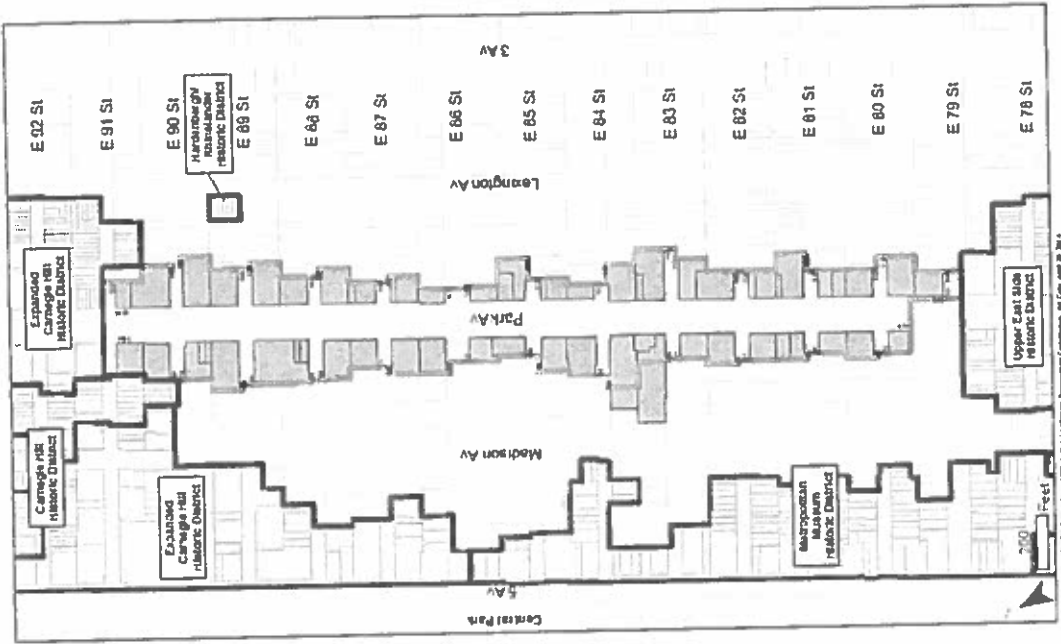 3 Av
E 92 St
E 91 St
E 90 St
E 89 St
E 88 St
E 87 St
E 86 St
E 85 St
E 84 St
E 83 St
E 82 St
E 81 St
E 80 St
E 79 St
E 78 St
Hardenbergh/
Rhinelander
Historic District
Lexington Av
Expanded
Carnegie Hill
Historic District
Park Av
Upper East Side
Historic District
Carnegie Hill
Historic District
Madison Av
Expanded
Carnegie Hill
Historic District
Metropolitan
Museum
Historic District
200
Feet
5 Av
Central Park